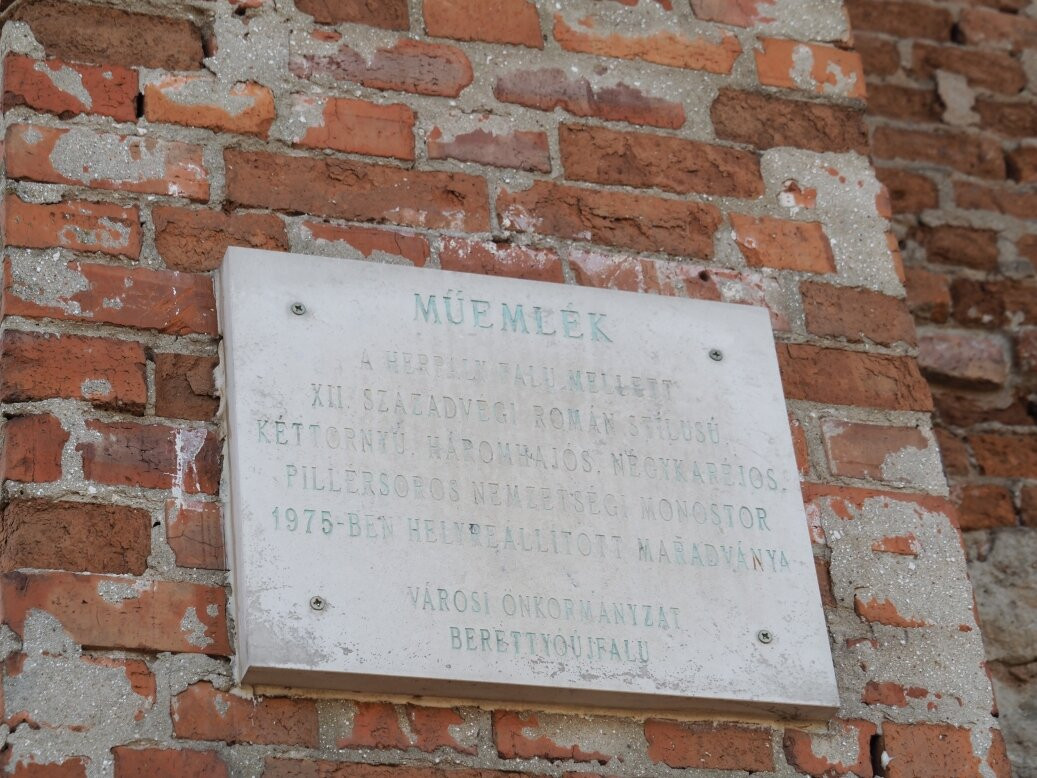 MŰEMLÉK
A HERPÁLY FALU MELLETT
XII. SZÁZADVÉGI ROMÁN STÍLUSÚ,
KÉTTORNYÚ, HÁROMHAJÓS, NÉGYKARÉJOS,
PILLÉRSOROS NEMZETSÉGI MONOSTOR
1975-BEN HELYREÁLLÍTOTT MARADVÁNYA
VÁROSI ÖNKORMÁNYZAT
BERETTYÓÚJFALU